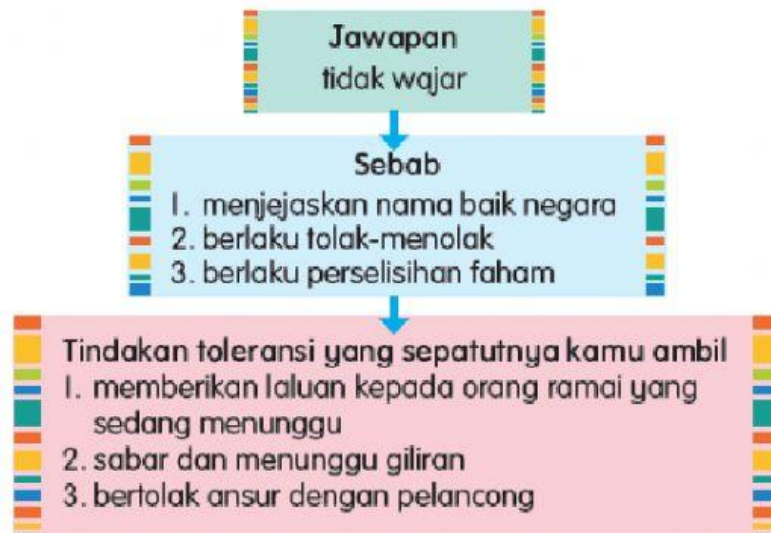 Jawapan
tidak wajar
Sebab
1. menjejaskan nama baik negara
2. berlaku tolak-menolak
3. berlaku perselisihan faham
Tindakan toleransi yang sepatutnya kamu ambil
1. memberikan laluan kepada orang ramai yang
sedang menunggu
2. sabar dan menunggu giliran
3. bertolak ansur dengan pelancong